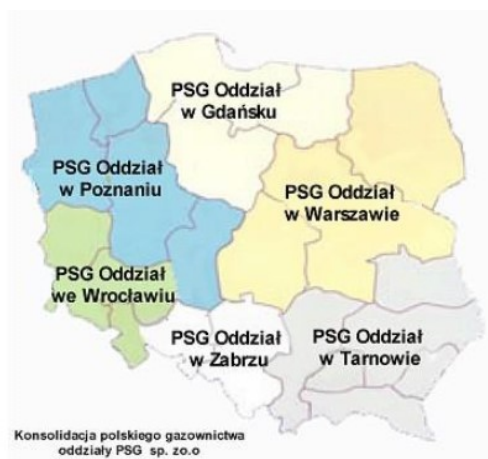 PSG Oddział
w Gdańsku
PSG Oddział
w Poznaniu
PSG Oddział
w Warszawie
PSG Oddział
we Wrocławiu
PSG Oddział
w Zabrzu
PSG Oddział
w Tarnowie
Konsolidacja polskiego gazownictwa
oddziały PSG sp. zo.o